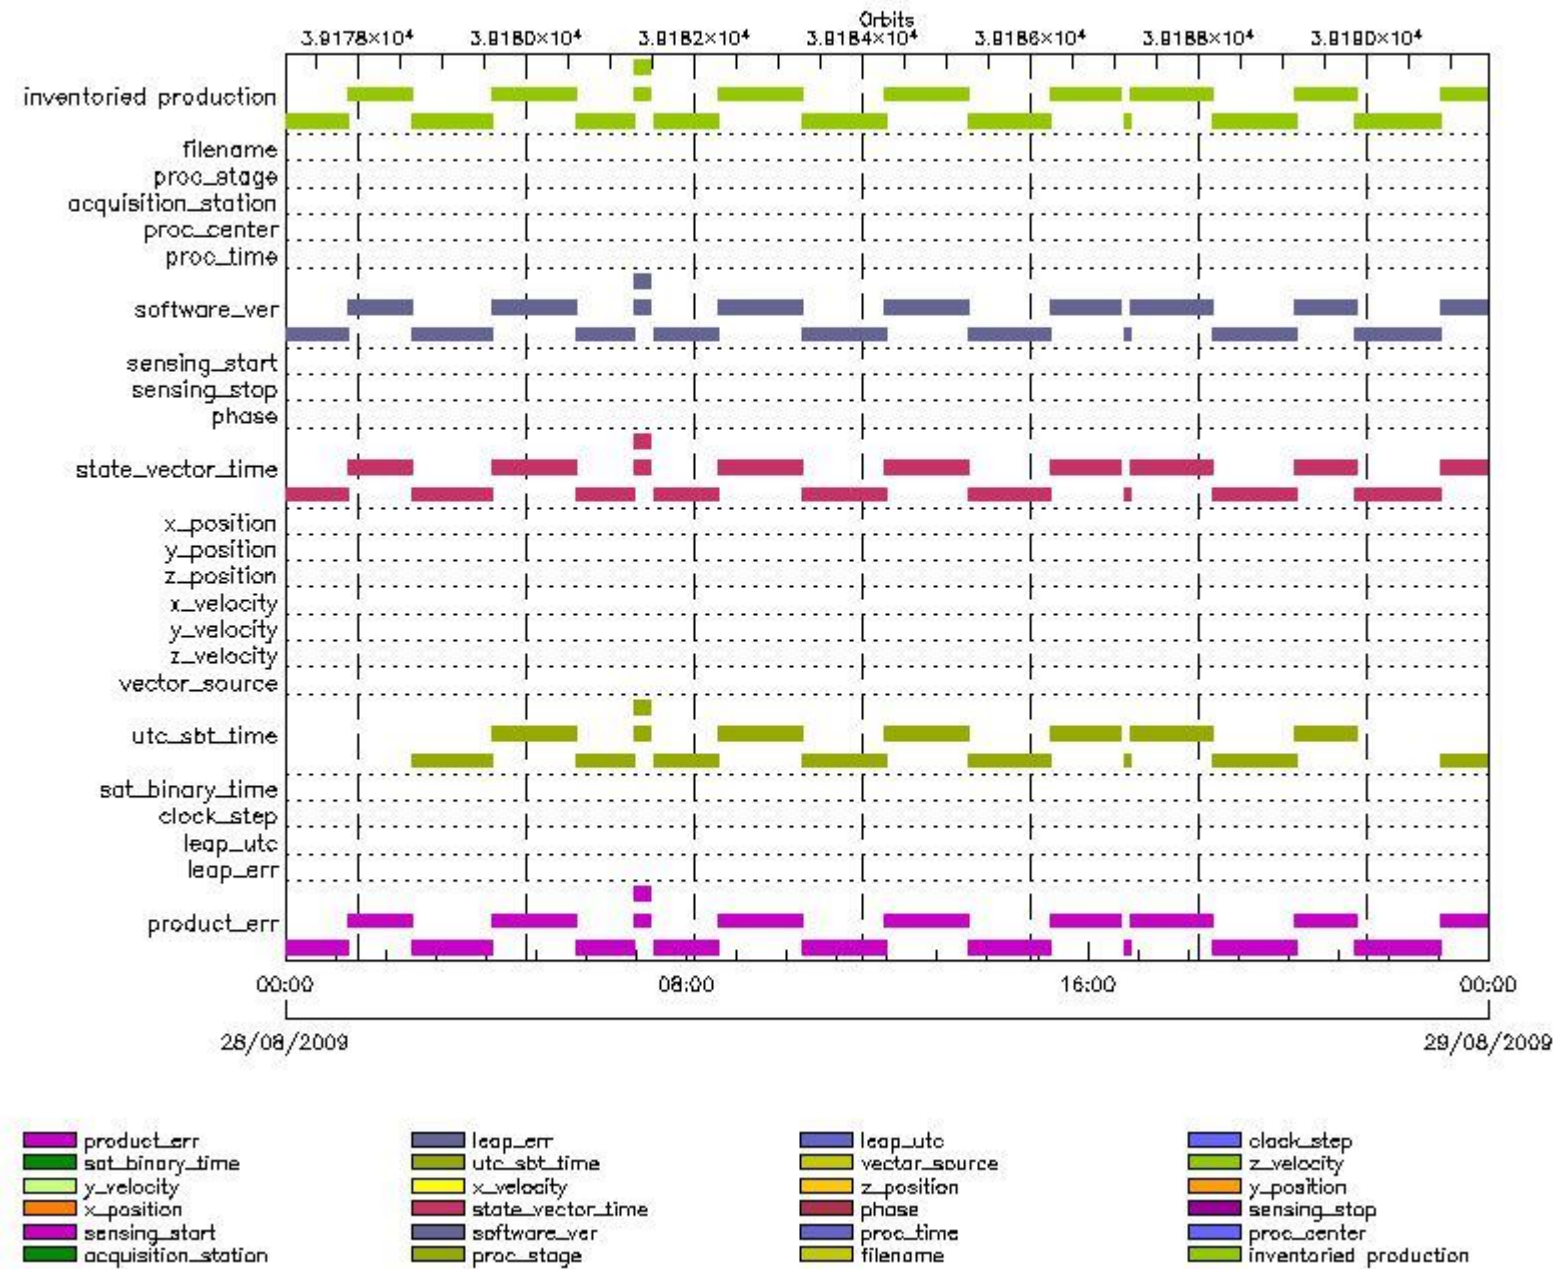 Orbits
3.9178×10⁴ 3.9180×10⁴ 3.9182×10⁴ 3.9184×10⁴ 3.9186×10⁴ 3.9188×10⁴ 3.9190×10⁴
inventoried production
filename
proc_stage
acquisition_station
proc_center
proc_time
software_ver
sensing_start
sensing_stop
phase
state_vector_time
x_position
y_position
z_position
x_velocity
y_velocity
z_velocity
vector_source
utc_sbt_time
sat_binary_time
clock_step
leap_utc
leap_err
product_err
00:00 08:00 16:00 00:00
28/08/2009 29/08/2009
product_err leap_err leap_utc clock_step
sat_binary_time utc_sbt_time vector_source z_velocity
y_velocity x_velocity z_position y_position
x_position state_vector_time phase sensing_stop
sensing_start software_ver proc_time proc_center
acquisition_station proc_stage filename inventoried production